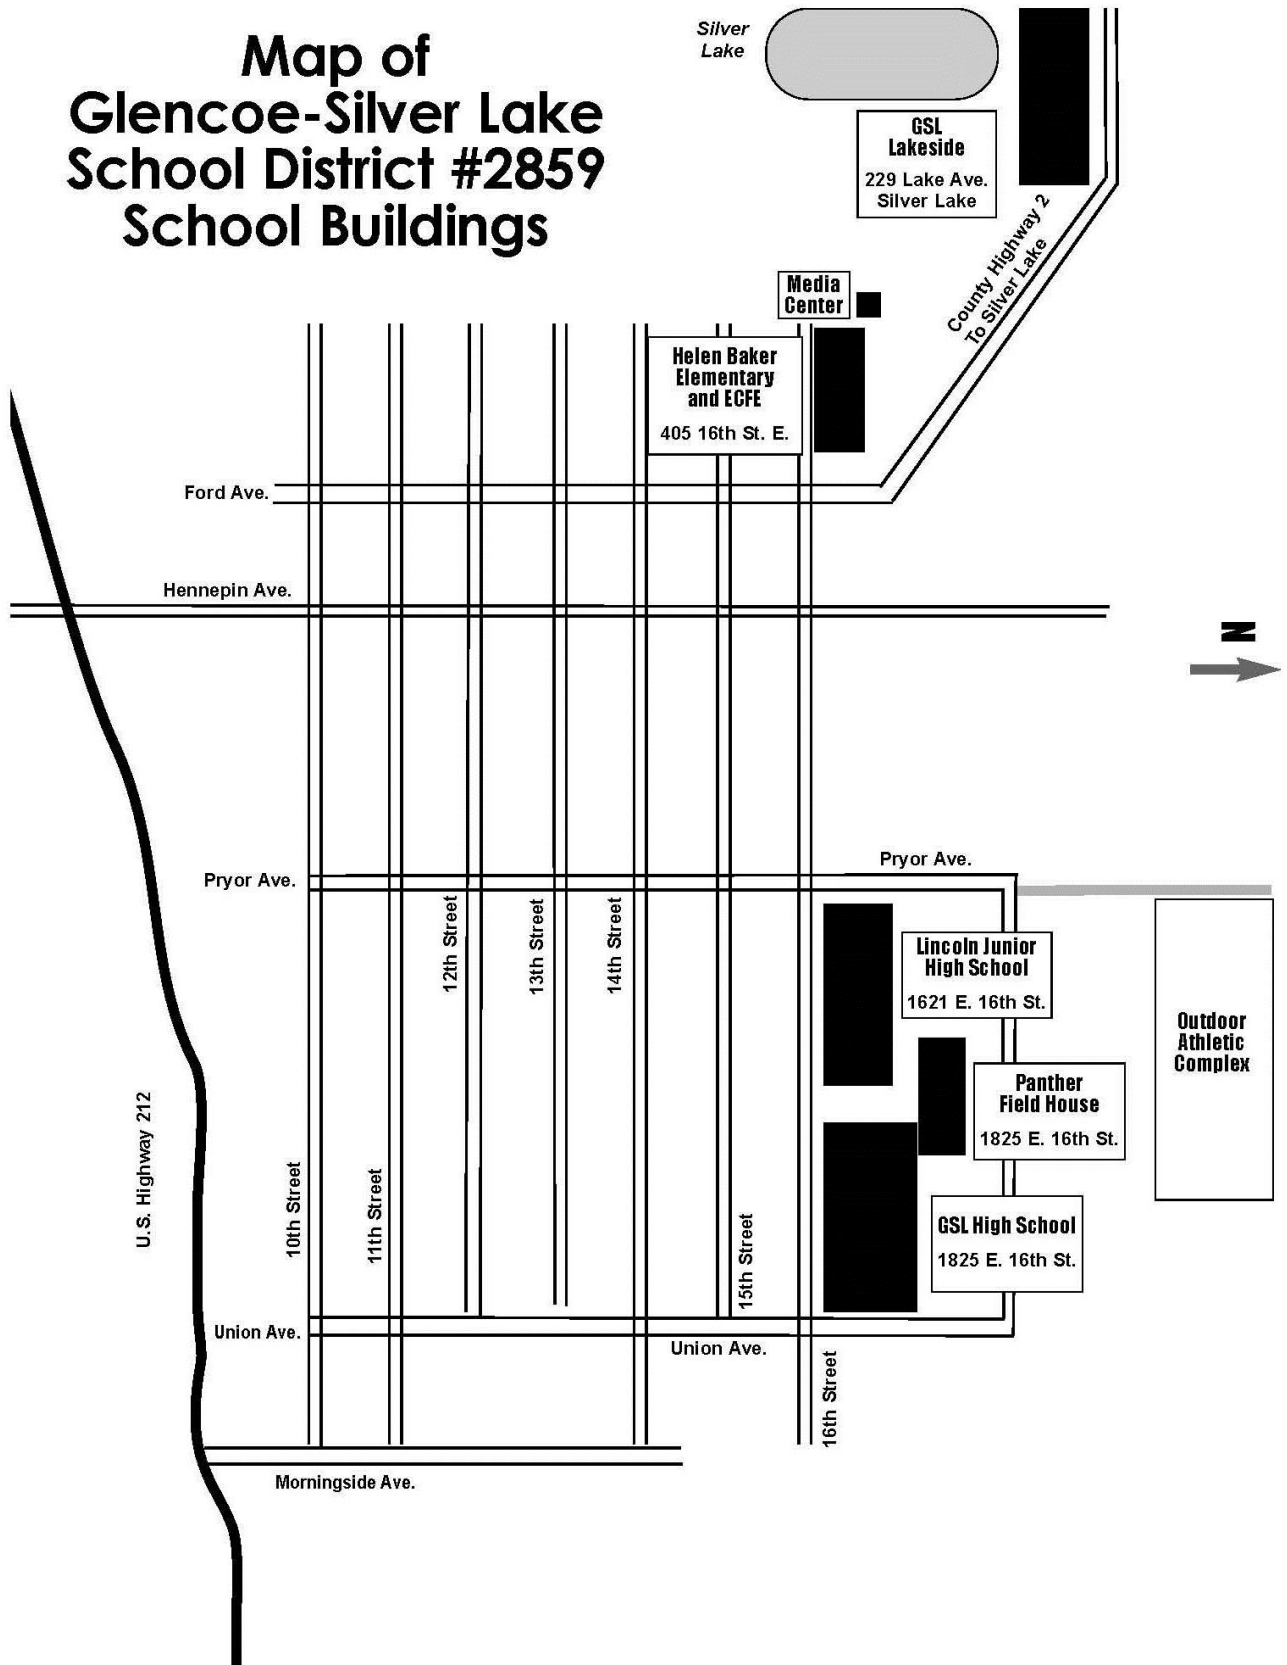 Map of
Glencoe-Silver Lake
School District #2859
School Buildings
Silver
Lake
GSL
Lakeside
229 Lake Ave.
Silver Lake
County Highway 2
To Silver Lake
Media
Center
Helen Baker
Elementary
and ECFE
405 16th St. E.
Ford Ave.
Hennepin Ave.
N
Pryor Ave.
Pryor Ave.
12th Street
13th Street
14th Street
Lincoln Junior
High School
1621 E. 16th St.
Outdoor
Athletic
Complex
Panther
Field House
1825 E. 16th St.
U.S. Highway 212
10th Street
11th Street
15th Street
GSL High School
1825 E. 16th St.
Union Ave.
Union Ave.
16th Street
Morningside Ave.